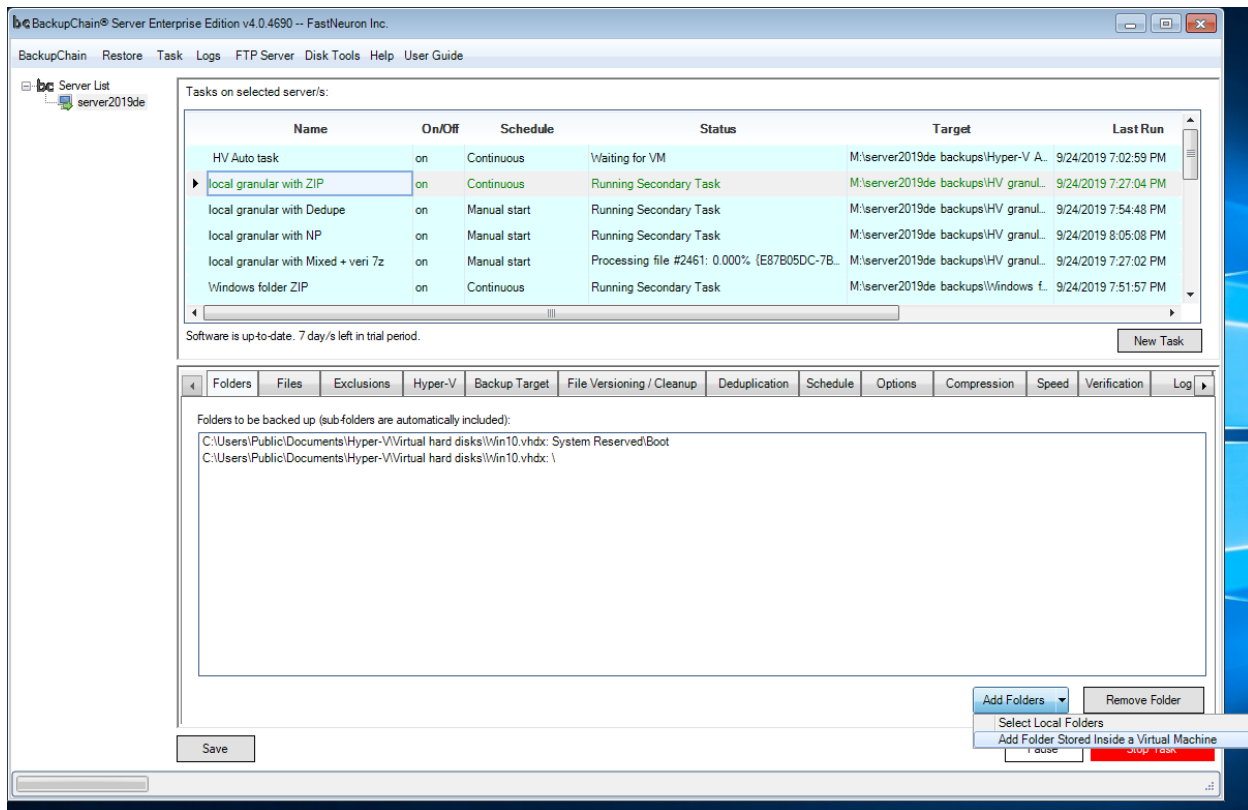 bc BackupChain® Server Enterprise Edition v4.0.4690 -- FastNeuron Inc.
BackupChain Restore Task Logs FTP Server Disk Tools Help User Guide
bc Server List
server2019de
Tasks on selected server/s:
Name On/Off Schedule Status Target Last Run
HV Auto task on Continuous Waiting for VM M:\server2019de backups\Hyper-V A... 9/24/2019 7:02:59 PM
local granular with ZIP on Continuous Running Secondary Task M:\server2019de backups\HV granul... 9/24/2019 7:27:04 PM
local granular with Dedupe on Manual start Running Secondary Task M:\server2019de backups\HV granul... 9/24/2019 7:54:48 PM
local granular with NP on Manual start Running Secondary Task M:\server2019de backups\HV granul... 9/24/2019 8:05:08 PM
local granular with Mixed + veri 7z on Manual start Processing file #2461: 0.000% {E87B05DC-7B... M:\server2019de backups\HV granul... 9/24/2019 7:27:02 PM
Windows folder ZIP on Continuous Running Secondary Task M:\server2019de backups\Windows f... 9/24/2019 7:51:57 PM
Software is up-to-date. 7 day/s left in trial period.
New Task
Folders Files Exclusions Hyper-V Backup Target File Versioning / Cleanup Deduplication Schedule Options Compression Speed Verification Log
Folders to be backed up (sub-folders are automatically included):
C:\Users\Public\Documents\Hyper-V\Virtual hard disks\Win10.vhdx: System Reserved\Boot
C:\Users\Public\Documents\Hyper-V\Virtual hard disks\Win10.vhdx: \
Add Folders Remove Folder
Select Local Folders
Add Folder Stored Inside a Virtual Machine
Save Pause Stop Task